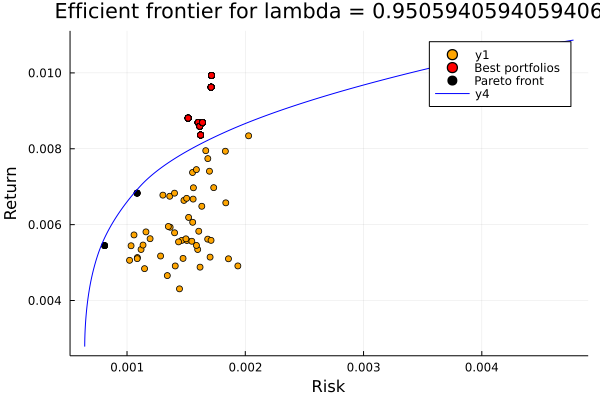 Efficient frontier for lambda = 0.9505940594059406
y1
Best portfolios
Pareto front
y4
Return
0.010
0.008
0.006
0.004
0.001
0.002
0.003
0.004
Risk